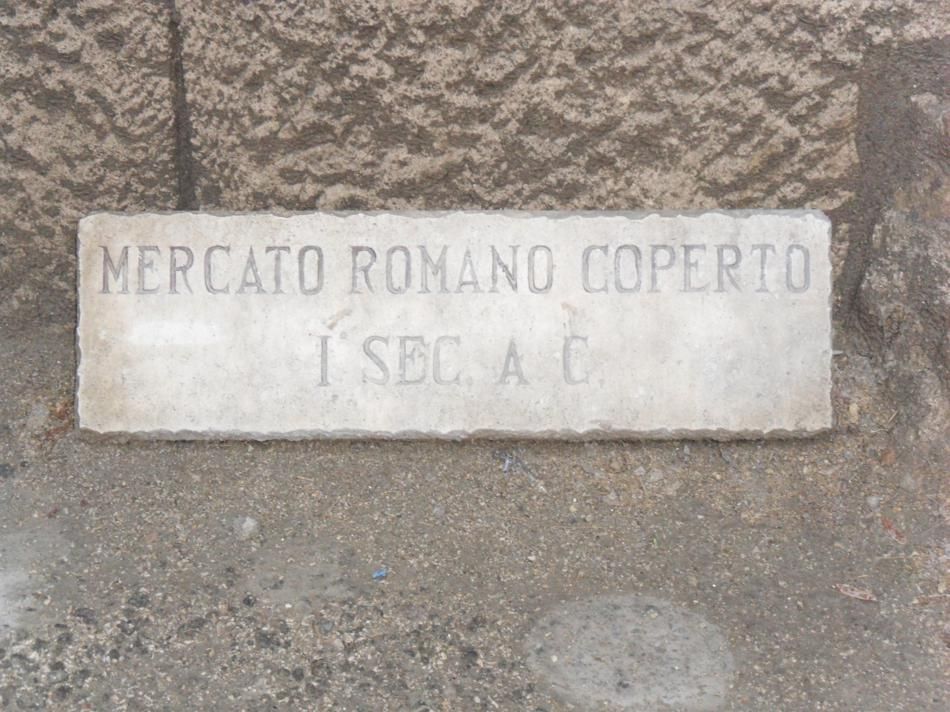 MERCATO ROMANO COPERTO
I SEC. A C.